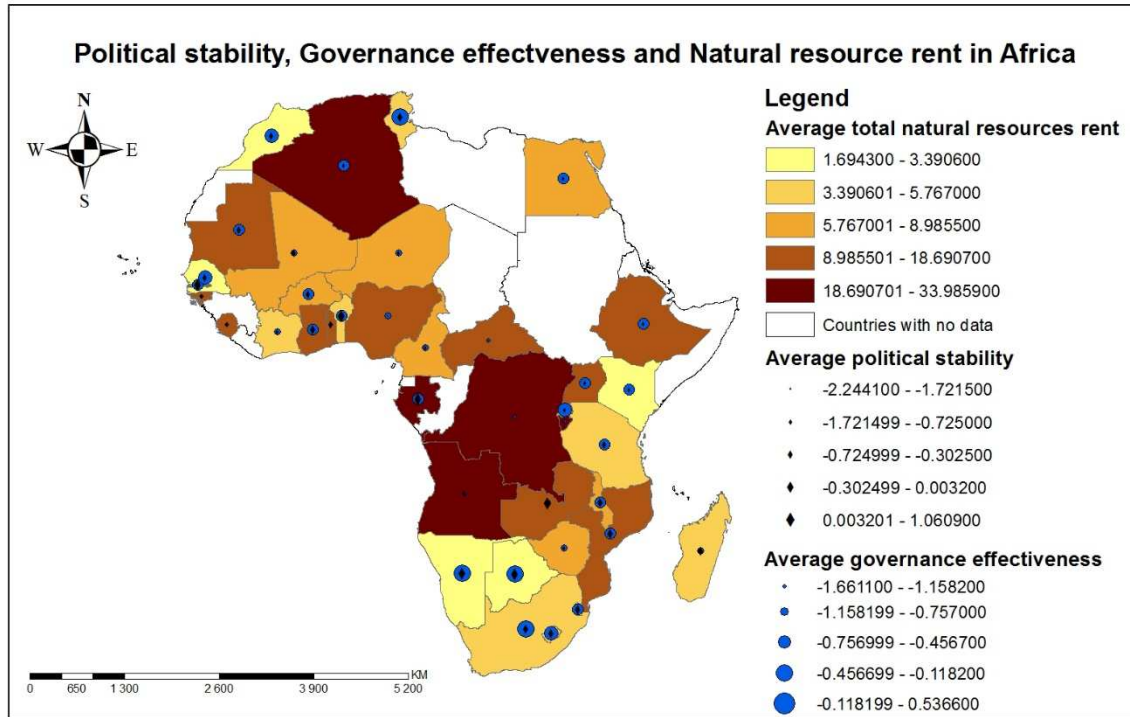 Political stability, Governance effectveness and Natural resource rent in Africa
N
W E
S
Legend
Average total natural resources rent
1.694300 - 3.390600
3.390601 - 5.767000
5.767001 - 8.985500
8.985501 - 18.690700
18.690701 - 33.985900
Countries with no data
Average political stability
-2.244100 - -1.721500
-1.721499 - -0.725000
-0.724999 - -0.302500
-0.302499 - 0.003200
0.003201 - 1.060900
Average governance effectiveness
-1.661100 - -1.158200
-1.158199 - -0.757000
-0.756999 - -0.456700
-0.456699 - -0.118200
-0.118199 - 0.536600
KM
0 650 1 300 2 600 3 900 5 200